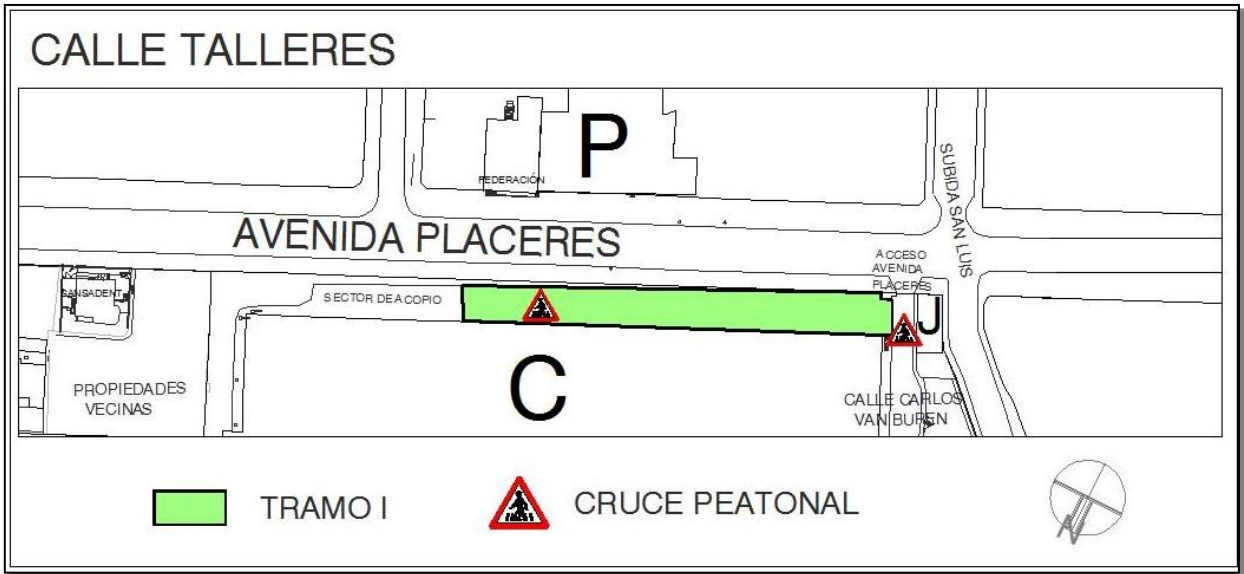 CALLE TALLERES
P
FEDERACIÓN
SUBIDA SAN LUIS
AVENIDA PLACERES
ACCESO
AVENIDA
PLACERES
SANSADENT
SECTOR DE ACOPIO
J
C
PROPIEDADES
VECINAS
CALLE CARLOS
VAN BUREN
TRAMO I
CRUCE PEATONAL
N